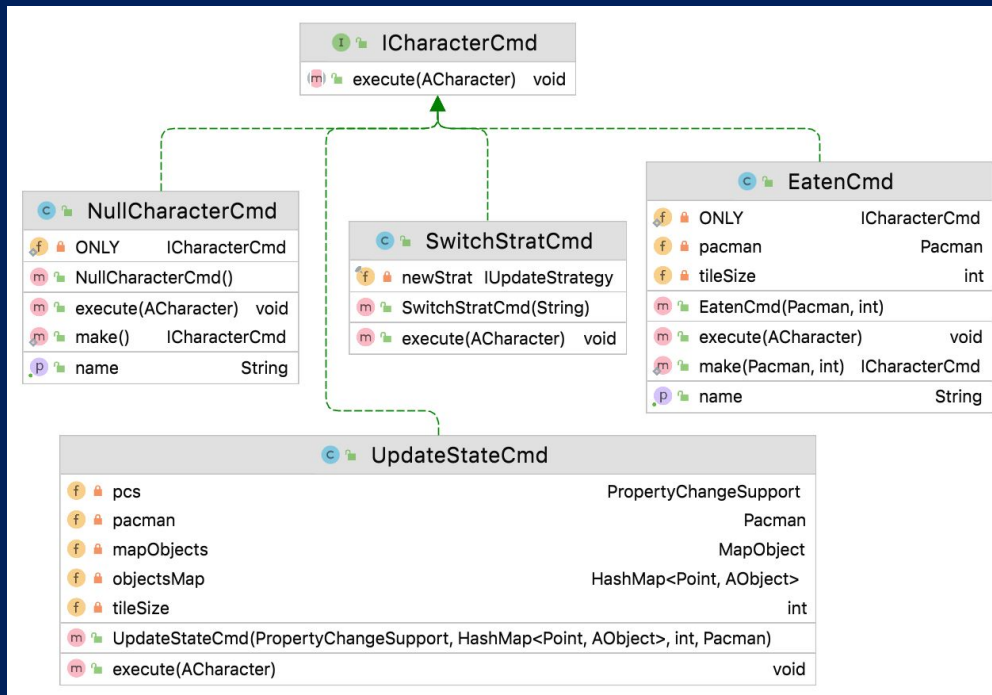 I ICharacterCmd
m execute(ACharacter) void
C NullCharacterCmd
f ONLY ICharacterCmd
m NullCharacterCmd()
m execute(ACharacter) void
m make() ICharacterCmd
p name String
C SwitchStratCmd
f newStrat IUpdateStrategy
m SwitchStratCmd(String)
m execute(ACharacter) void
C EatenCmd
f ONLY ICharacterCmd
f pacman Pacman
f tileSize int
m EatenCmd(Pacman, int)
m execute(ACharacter) void
m make(Pacman, int) ICharacterCmd
p name String
C UpdateStateCmd
f pcs PropertyChangeSupport
f pacman Pacman
f mapObjects MapObject
f objectsMap HashMap<Point, AObject>
f tileSize int
m UpdateStateCmd(PropertyChangeSupport, HashMap<Point, AObject>, int, Pacman)
m execute(ACharacter) void